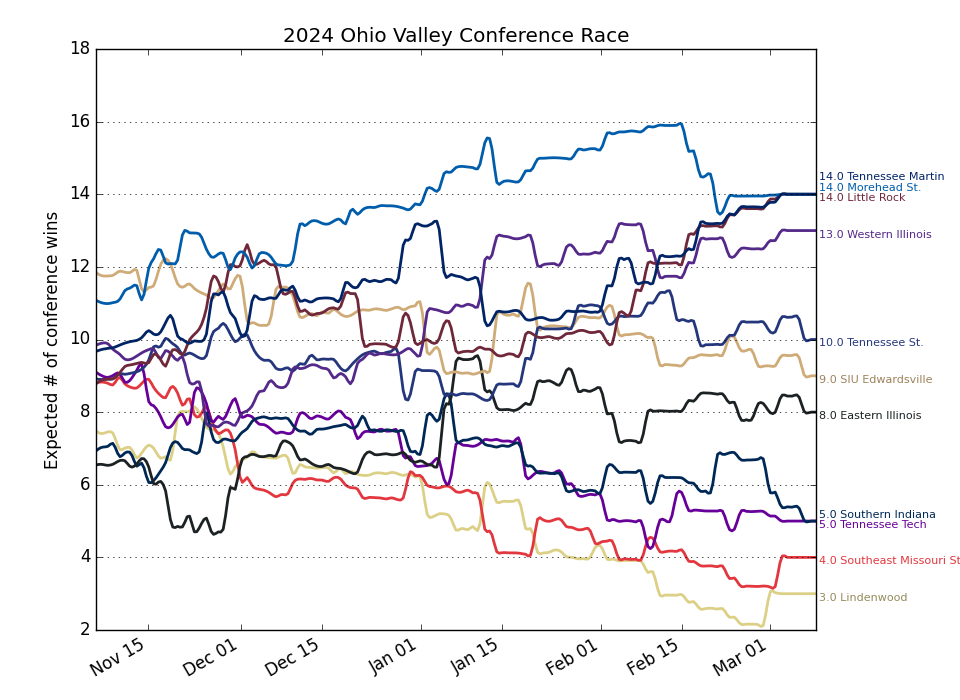 2024 Ohio Valley Conference Race
Expected # of conference wins
18
16
14
12
10
8
6
4
2
Nov 15
Dec 01
Dec 15
Jan 01
Jan 15
Feb 01
Feb 15
Mar 01
14.0 Tennessee Martin
14.0 Morehead St.
14.0 Little Rock
13.0 Western Illinois
10.0 Tennessee St.
9.0 SIU Edwardsville
8.0 Eastern Illinois
5.0 Southern Indiana
5.0 Tennessee Tech
4.0 Southeast Missouri St
3.0 Lindenwood